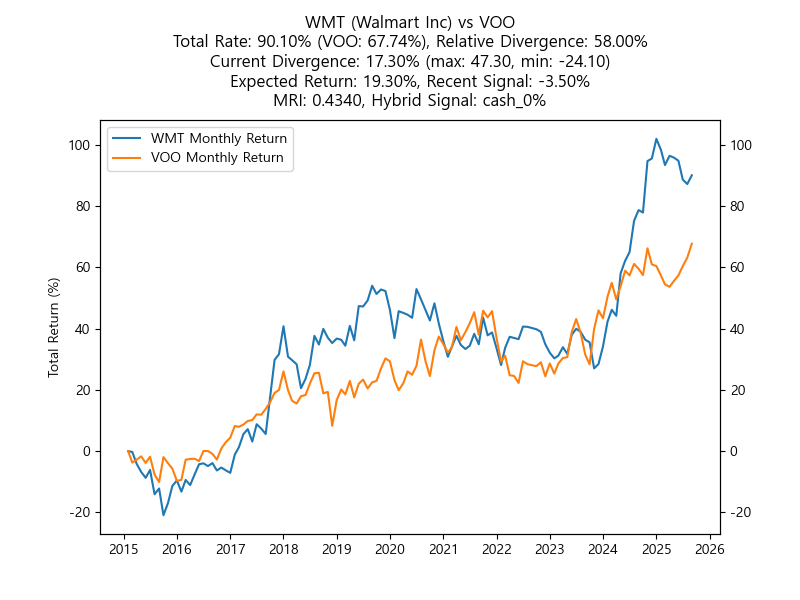 WMT (Walmart Inc) vs VOO
Total Rate: 90.10% (VOO: 67.74%), Relative Divergence: 58.00%
Current Divergence: 17.30% (max: 47.30, min: -24.10)
Expected Return: 19.30%, Recent Signal: -3.50%
MRI: 0.4340, Hybrid Signal: cash_0%
WMT Monthly Return
VOO Monthly Return
Total Return (%)
100
80
60
40
20
0
-20
100
80
60
40
20
0
-20
2015 2016 2017 2018 2019 2020 2021 2022 2023 2024 2025 2026